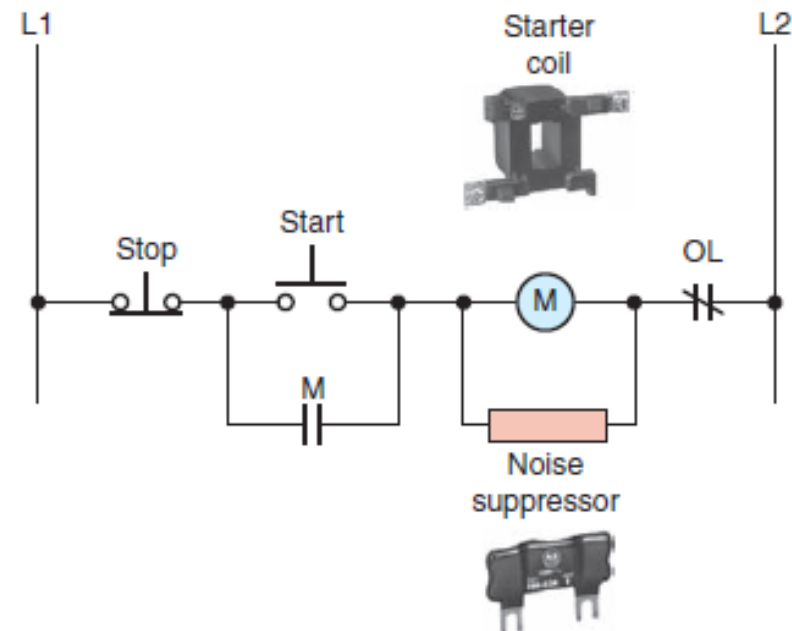 L1
Starter
coil
L2
Stop
Start
M
OL
M
Noise
suppressor